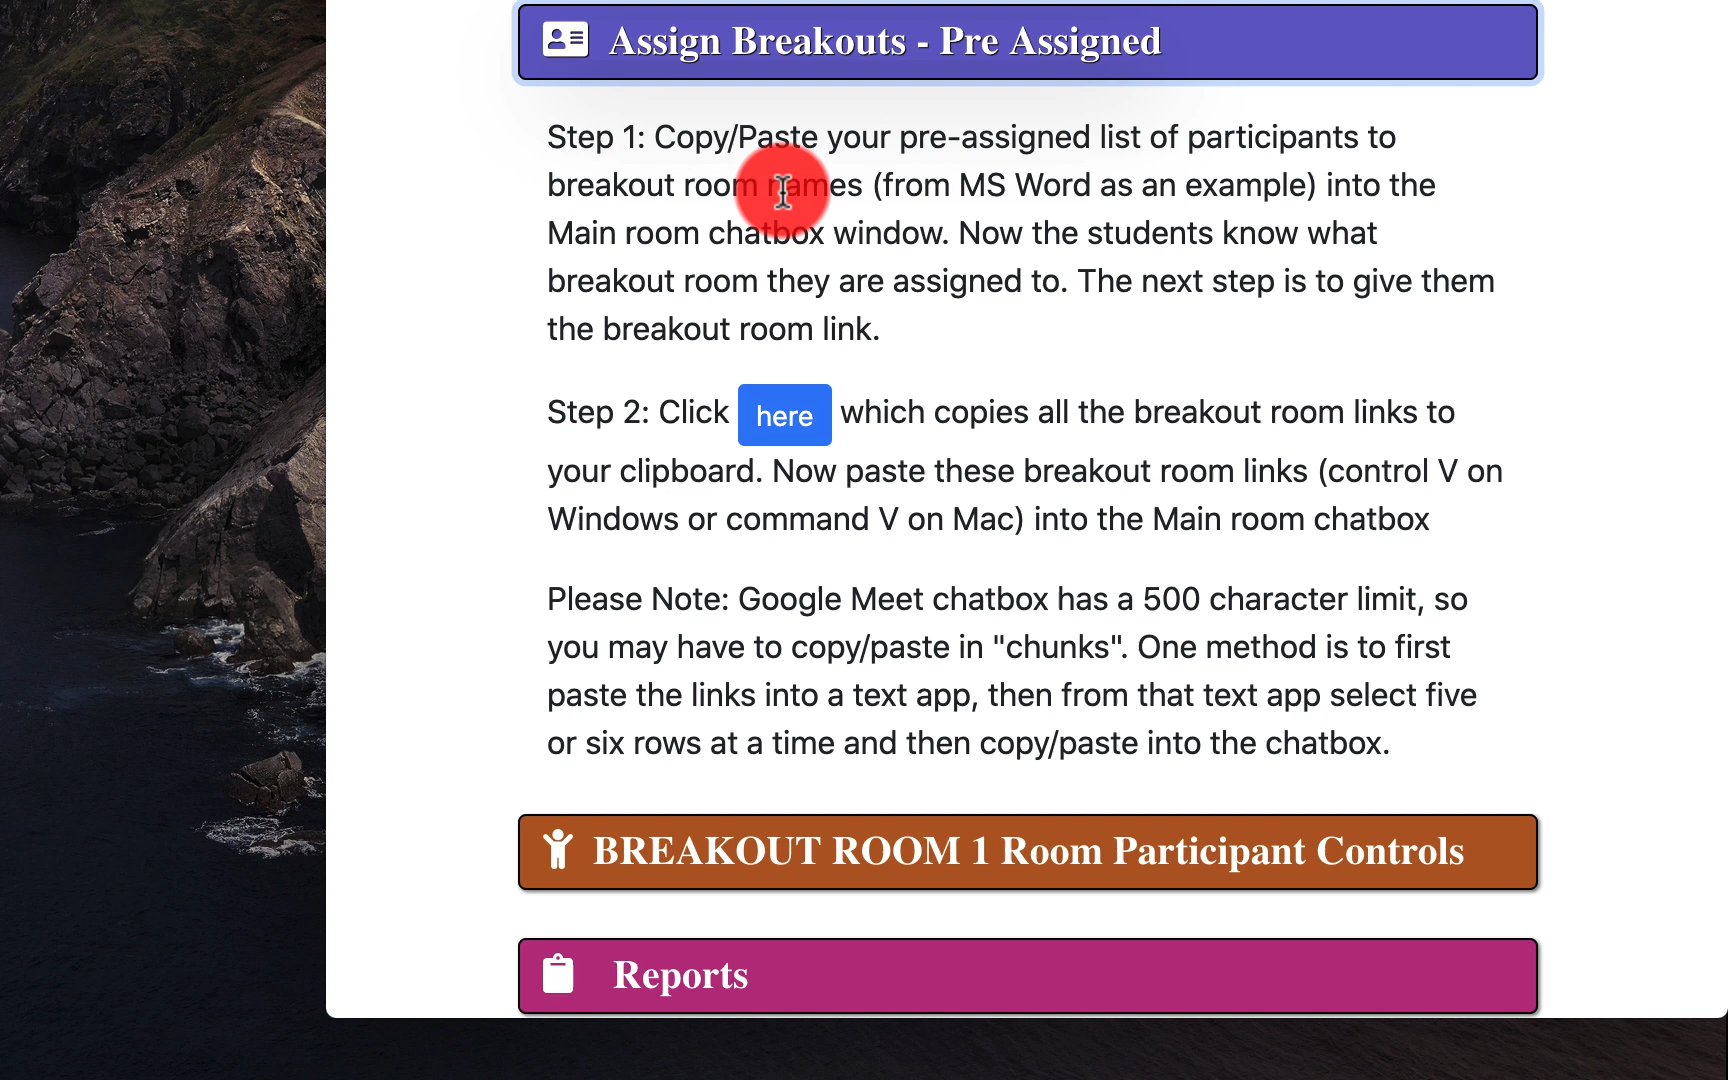 Assign Breakouts - Pre Assigned
Step 1: Copy/Paste your pre-assigned list of participants to
breakout room names (from MS Word as an example) into the
Main room chatbox window. Now the students know what
breakout room they are assigned to. The next step is to give them
the breakout room link.
Step 2: Click here which copies all the breakout room links to
your clipboard. Now paste these breakout room links (control V on
Windows or command V on Mac) into the Main room chatbox
Please Note: Google Meet chatbox has a 500 character limit, so
you may have to copy/paste in "chunks". One method is to first
paste the links into a text app, then from that text app select five
or six rows at a time and then copy/paste into the chatbox.
BREAKOUT ROOM 1 Room Participant Controls
Reports